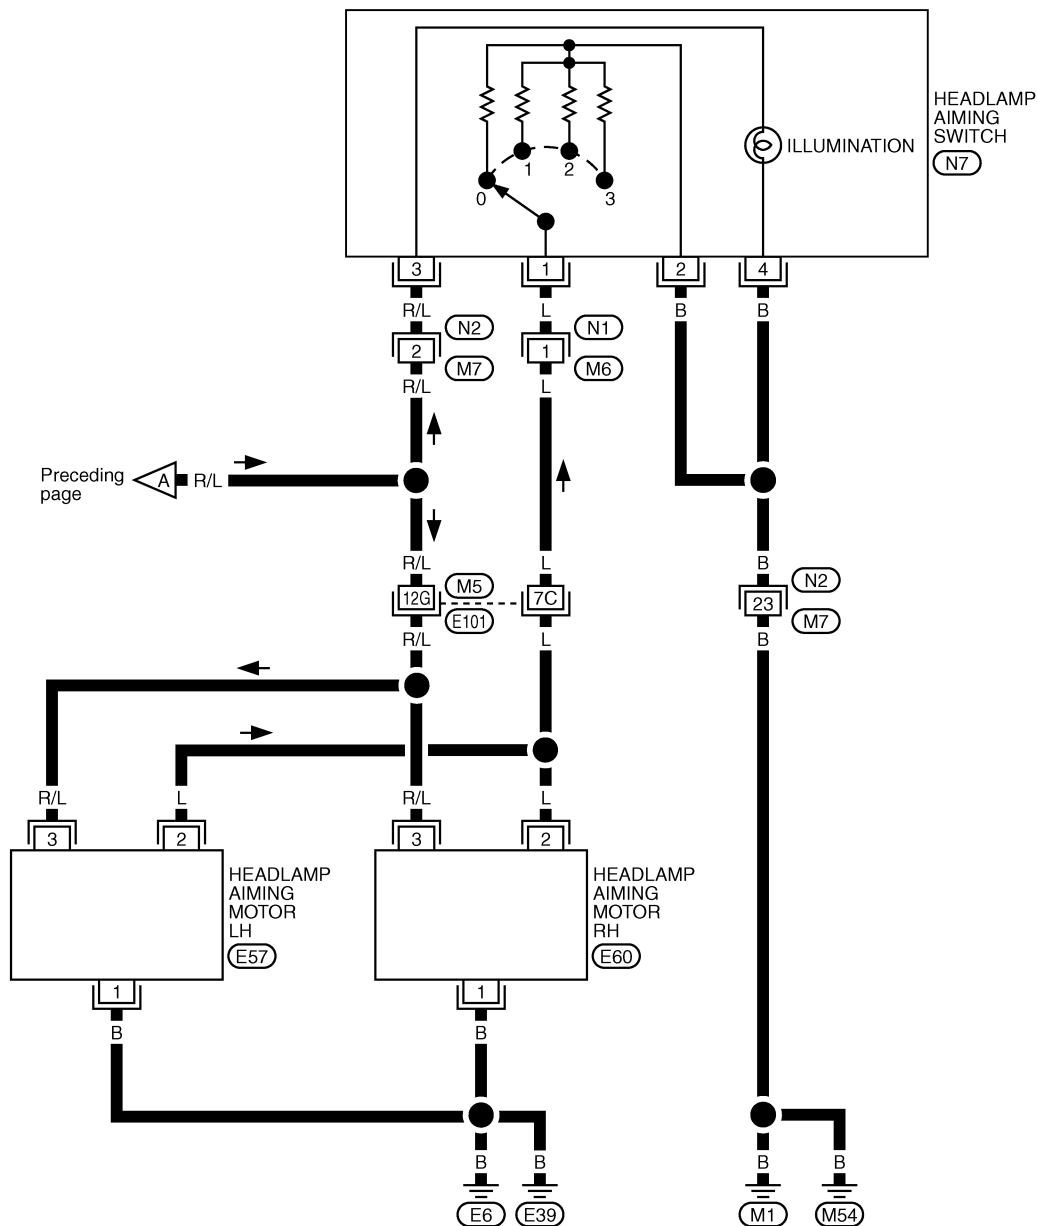 HEADLAMP
AIMING
SWITCH
N7
ILLUMINATION
0
1
2
3
3
1
2
4
R/L
L
B
B
N2
N1
2
1
M7
M6
R/L
L
Preceding
page
A
R/L
R/L
L
B
M5
N2
12G
7C
23
E101
M7
R/L
L
B
R/L
L
R/L
L
3
2
3
2
HEADLAMP
AIMING
MOTOR
LH
E57
HEADLAMP
AIMING
MOTOR
RH
E60
1
1
B
B
B
B
B
B
E6
E39
M1
M54